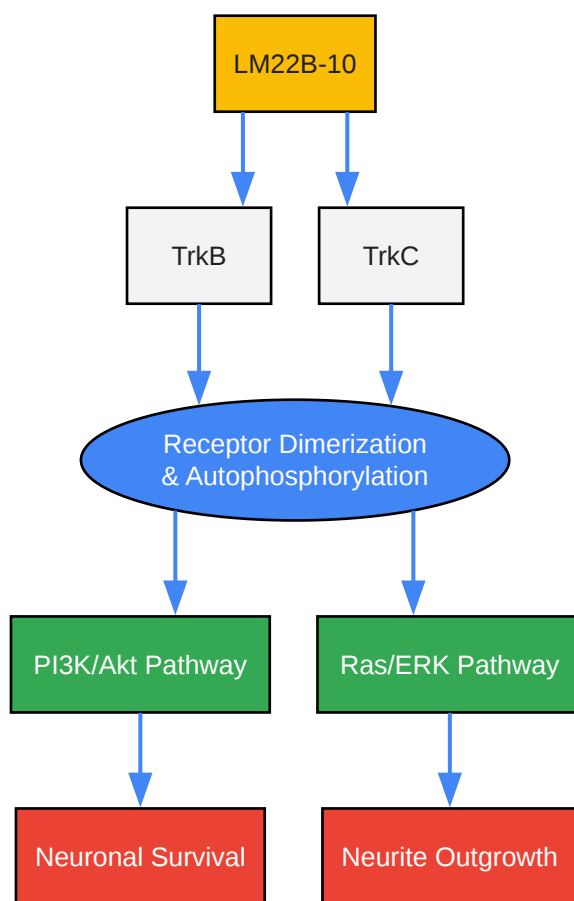 LM22B-10
TrkB
TrkC
Receptor Dimerization
& Autophosphorylation
PI3K/Akt Pathway
Ras/ERK Pathway
Neuronal Survival
Neurite Outgrowth